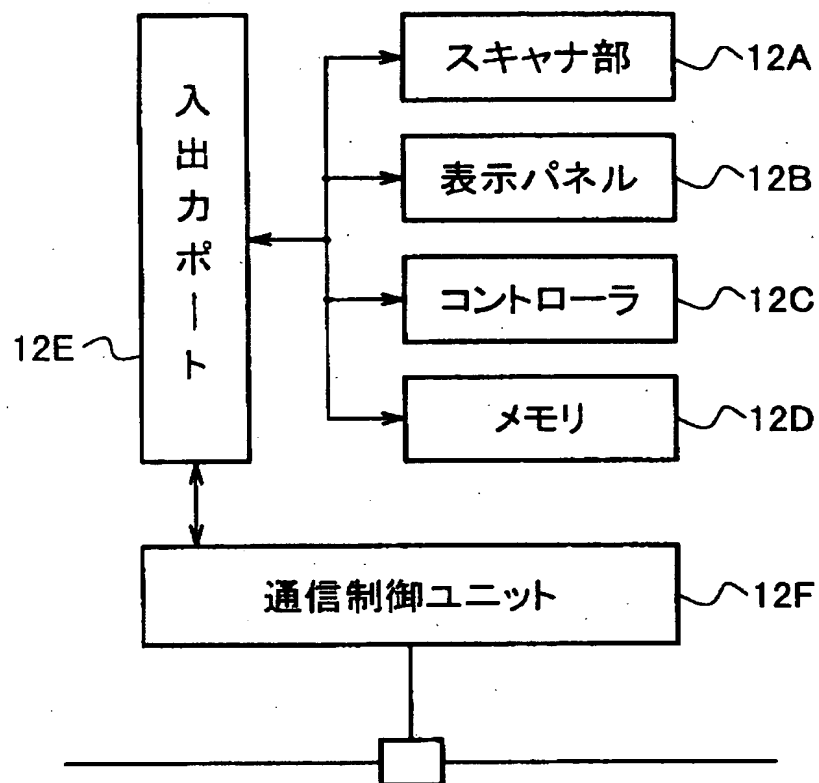 スキャナ部
12A
入出力ポート
表示パネル
12B
コントローラ
12C
12E
メモリ
12D
通信制御ユニット
12F